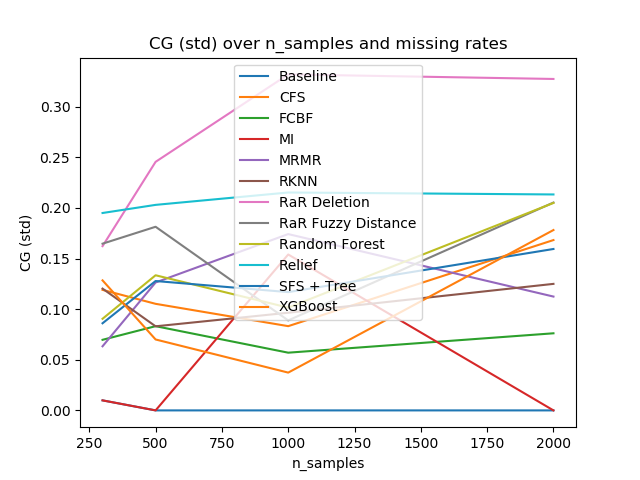 CG (std) over n_samples and missing rates
CG (std)
0.30
0.25
0.20
0.15
0.10
0.05
0.00
Baseline
CFS
FCBF
MI
MRMR
RKNN
RaR Deletion
RaR Fuzzy Distance
Random Forest
Relief
SFS + Tree
XGBoost
250 500 750 1000 1250 1500 1750 2000
n_samples